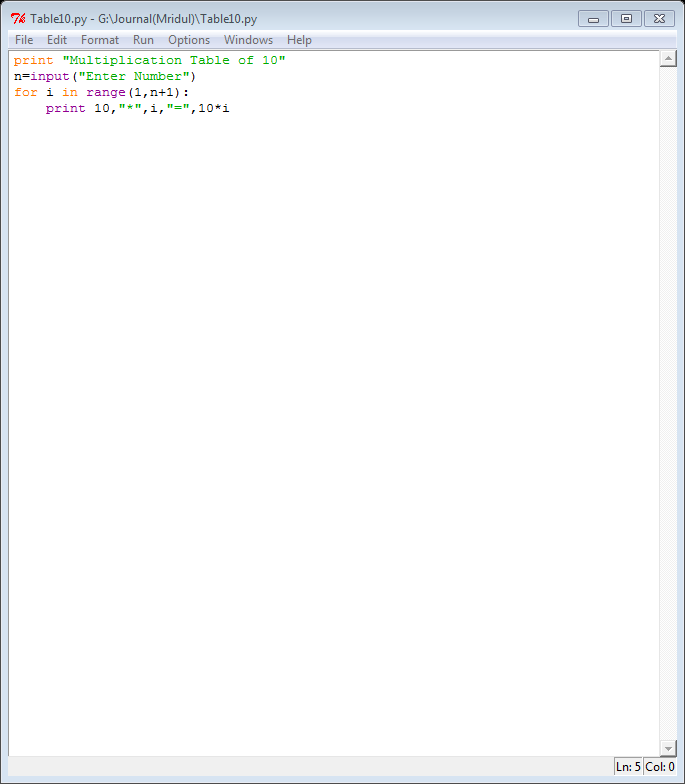 Table10.py - G:\Journal(Mridul)\Table10.py
File Edit Format Run Options Windows Help
print "Multiplication Table of 10"
n=input("Enter Number")
for i in range(1,n+1):
    print 10,"*",i,"=",10*i
Ln: 5 Col: 0